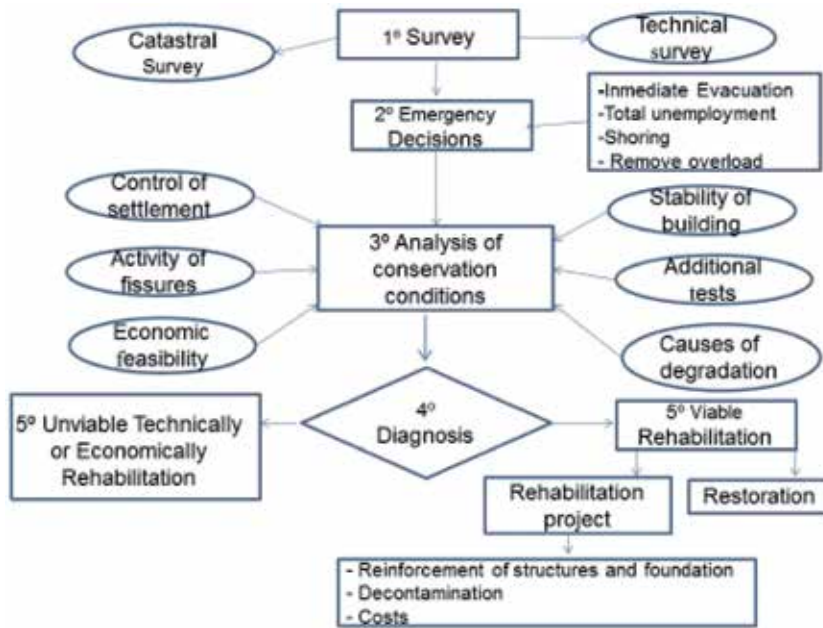 Catastral
Survey
1º Survey
Technical
survey
2º Emergency
Decisions
-Inmediate Evacuation
-Total unemployment
-Shoring
- Remove overload
Control of
settlement
Activity of
fissures
Economic
feasibility
3º Analysis of
conservation
conditions
Stability of
building
Additional
tests
Causes of
degradation
4º
Diagnosis
5º Unviable Technically
or Economically
Rehabilitation
5º Viable
Rehabilitation
Rehabilitation
project
Restoration
- Reinforcement of structures and foundation
- Decontamination
- Costs